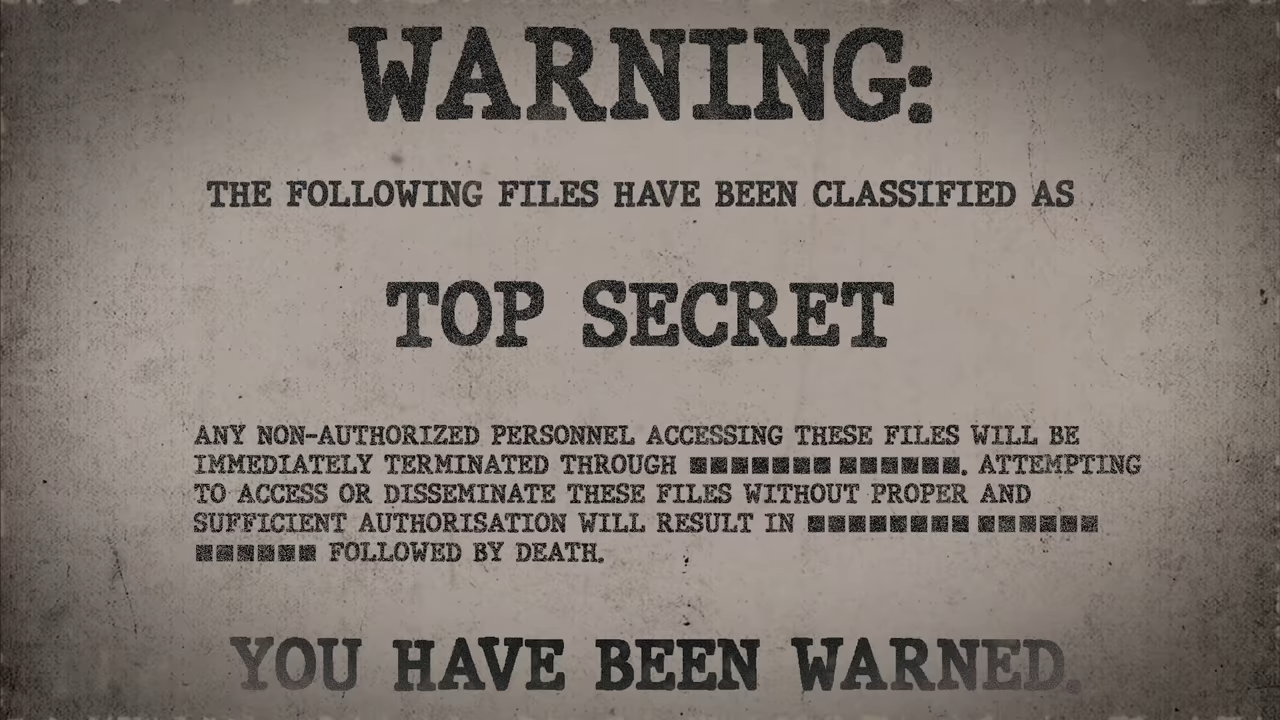 WARNING:
THE FOLLOWING FILES HAVE BEEN CLASSIFIED AS
TOP SECRET
ANY NON-AUTHORIZED PERSONNEL ACCESSING THESE FILES WILL BE
IMMEDIATELY TERMINATED THROUGH ■■■■■■■ ■■■■■■. ATTEMPTING
TO ACCESS OR DISSEMINATE THESE FILES WITHOUT PROPER AND
SUFFICIENT AUTHORISATION WILL RESULT IN ■■■■■■■■ ■■■■■■
■■■■■■ FOLLOWED BY DEATH.
YOU HAVE BEEN WARNED.